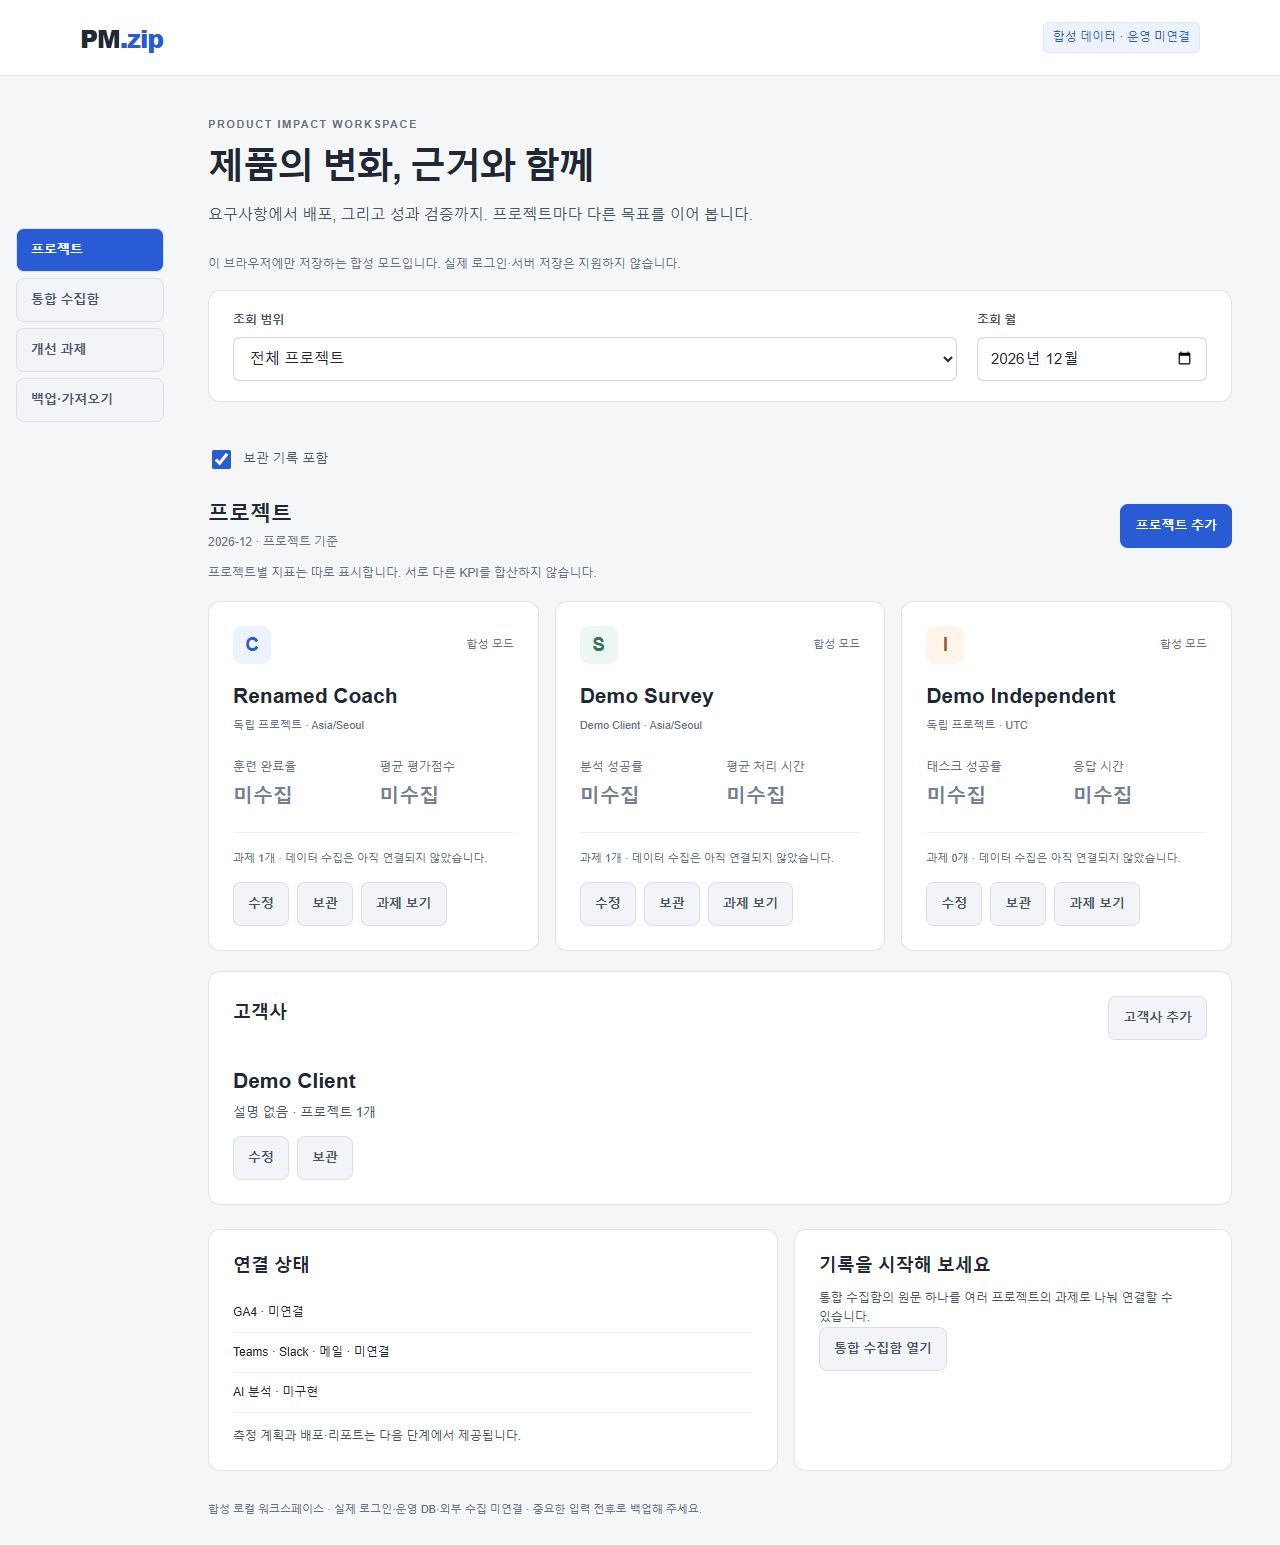 PM.zip
합성 데이터 · 운영 미연결
PRODUCT IMPACT WORKSPACE
제품의 변화, 근거와 함께
요구사항에서 배포, 그리고 성과 검증까지. 프로젝트마다 다른 목표를 이어 봅니다.
프로젝트
통합 수집함
개선 과제
백업·가져오기
이 브라우저에만 저장하는 합성 모드입니다. 실제 로그인·서버 저장은 지원하지 않습니다.
조회 범위
전체 프로젝트
조회 월
2026년 12월
보관 기록 포함
프로젝트
2026-12 · 프로젝트 기준
프로젝트 추가
프로젝트별 지표는 따로 표시합니다. 서로 다른 KPI를 합산하지 않습니다.
C
합성 모드
Renamed Coach
독립 프로젝트 · Asia/Seoul
훈련 완료율
평균 평가점수
미수집
미수집
과제 1개 · 데이터 수집은 아직 연결되지 않았습니다.
수정
보관
과제 보기
S
합성 모드
Demo Survey
Demo Client · Asia/Seoul
분석 성공률
평균 처리 시간
미수집
미수집
과제 1개 · 데이터 수집은 아직 연결되지 않았습니다.
수정
보관
과제 보기
I
합성 모드
Demo Independent
독립 프로젝트 · UTC
태스크 성공률
응답 시간
미수집
미수집
과제 0개 · 데이터 수집은 아직 연결되지 않았습니다.
수정
보관
과제 보기
고객사
고객사 추가
Demo Client
설명 없음 · 프로젝트 1개
수정
보관
연결 상태
GA4 · 미연결
Teams · Slack · 메일 · 미연결
AI 분석 · 미구현
측정 계획과 배포·리포트는 다음 단계에서 제공됩니다.
기록을 시작해 보세요
통합 수집함의 원문 하나를 여러 프로젝트의 과제로 나눠 연결할 수
있습니다.
통합 수집함 열기
합성 로컬 워크스페이스 · 실제 로그인·운영 DB·외부 수집 미연결 · 중요한 입력 전후로 백업해 주세요.